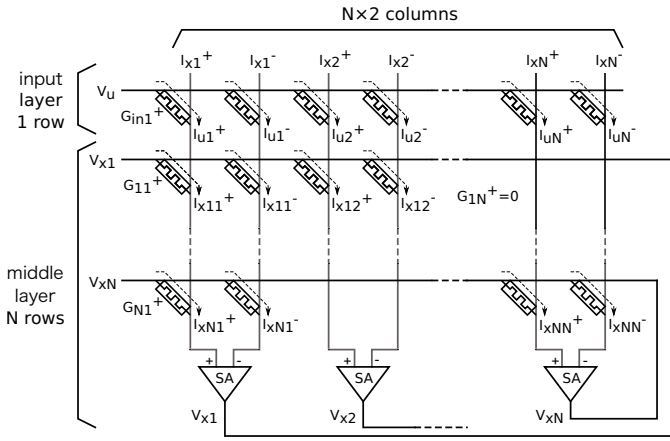 N×2 columns
Ix1+ Ix1- Ix2+ Ix2- IxN+ IxN-
input
layer
1 row
Vu
Gin1+
Iu1+ Iu1- Iu2+ Iu2- IuN+ IuN-
Vx1
G11+
Ix11+ Ix11- Ix12+ Ix12-
G1N+=0
middle
layer
N rows
VxN
GN1+
IxN1+ IxN1- IxNN+ IxNN-
+ - + - + -
SA SA SA
Vx1 Vx2 VxN